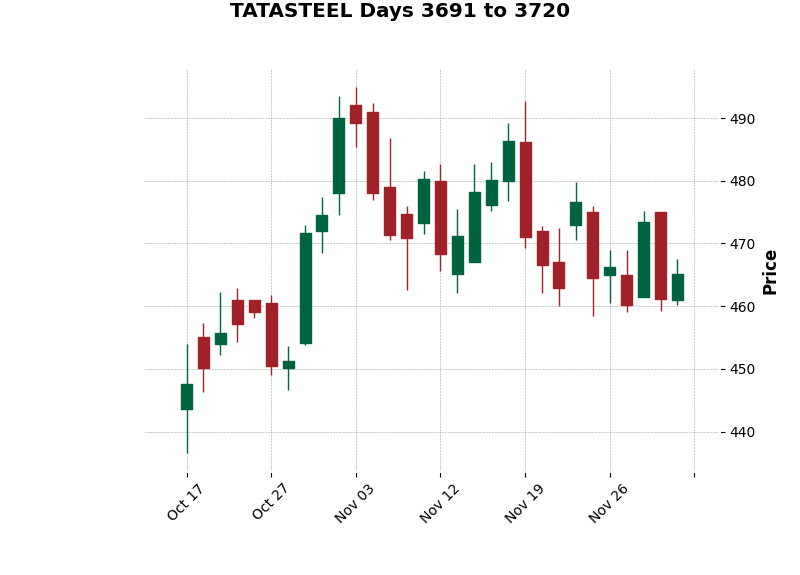 TATASTEEL Days 3691 to 3720
490
480
470
460
450
440
Price
Oct 17
Oct 27
Nov 03
Nov 12
Nov 19
Nov 26